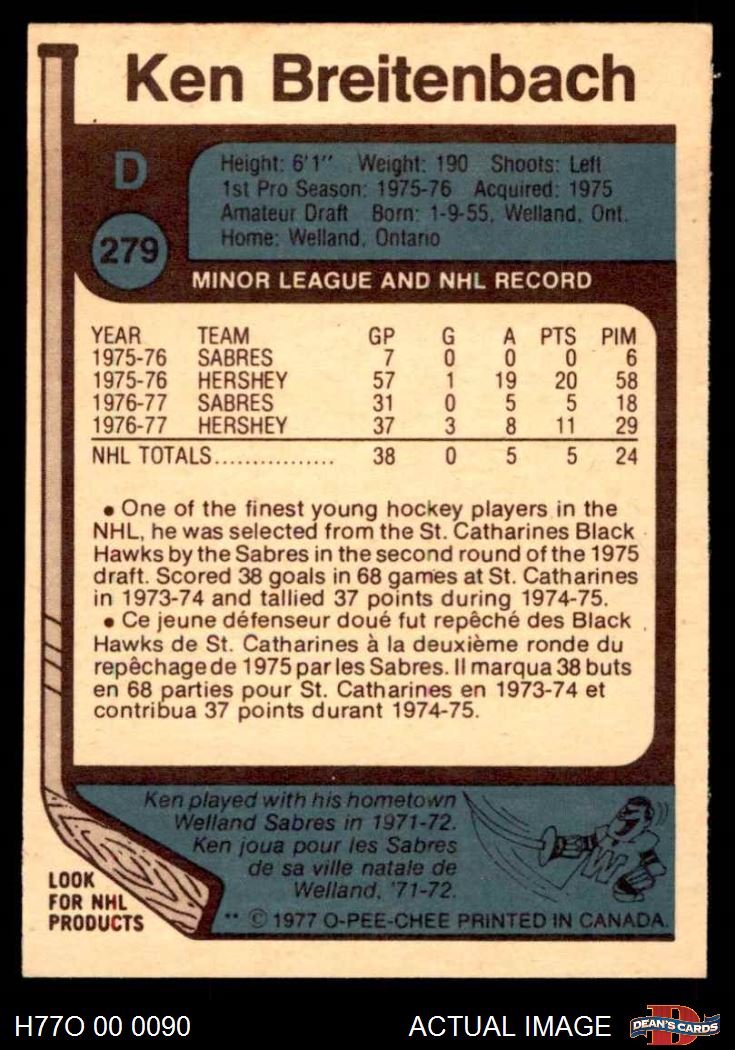 Ken Breitenbach
D
279
Height: 6'1" Weight: 190 Shoots: Left
1st Pro Season: 1975-76 Acquired: 1975
Amateur Draft Born: 1-9-55, Welland, Ont.
Home: Welland, Ontario
MINOR LEAGUE AND NHL RECORD
YEAR TEAM GP G A PTS PIM
1975-76 SABRES 7 0 0 0 6
1975-76 HERSHEY 57 1 19 20 58
1976-77 SABRES 31 0 5 5 18
1976-77 HERSHEY 37 3 8 11 29
NHL TOTALS................ 38 0 5 5 24
• One of the finest young hockey players in the
NHL, he was selected from the St. Catharines Black
Hawks by the Sabres in the second round of the 1975
draft. Scored 38 goals in 68 games at St. Catharines
in 1973-74 and tallied 37 points during 1974-75.
• Ce jeune défenseur doué fut repêché des Black
Hawks de St. Catharines à la deuxième ronde du
repêchage de 1975 par les Sabres. Il marqua 38 buts
en 68 parties pour St. Catharines en 1973-74 et
contribua 37 points durant 1974-75.
Ken played with his hometown
Welland Sabres in 1971-72.
Ken joua pour les Sabres
de sa ville natale de
Welland, '71-72.
W
LOOK
FOR NHL
PRODUCTS
** © 1977 O-PEE-CHEE PRINTED IN CANADA.
H77O 00 0090
ACTUAL IMAGE
D
DEAN'S CARDS